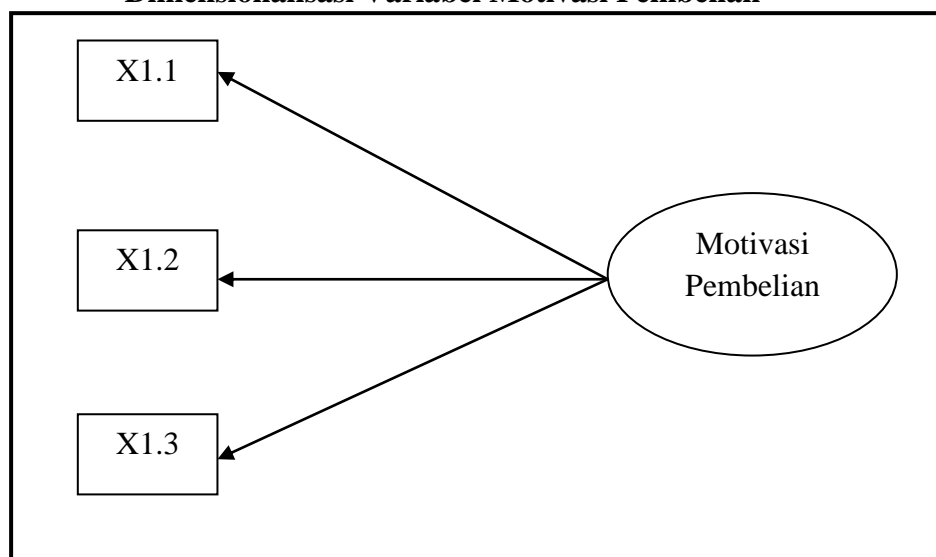 Dimensionalisasi Variabel Motivasi Pembelian
X1.1
X1.2
Motivasi
Pembelian
X1.3